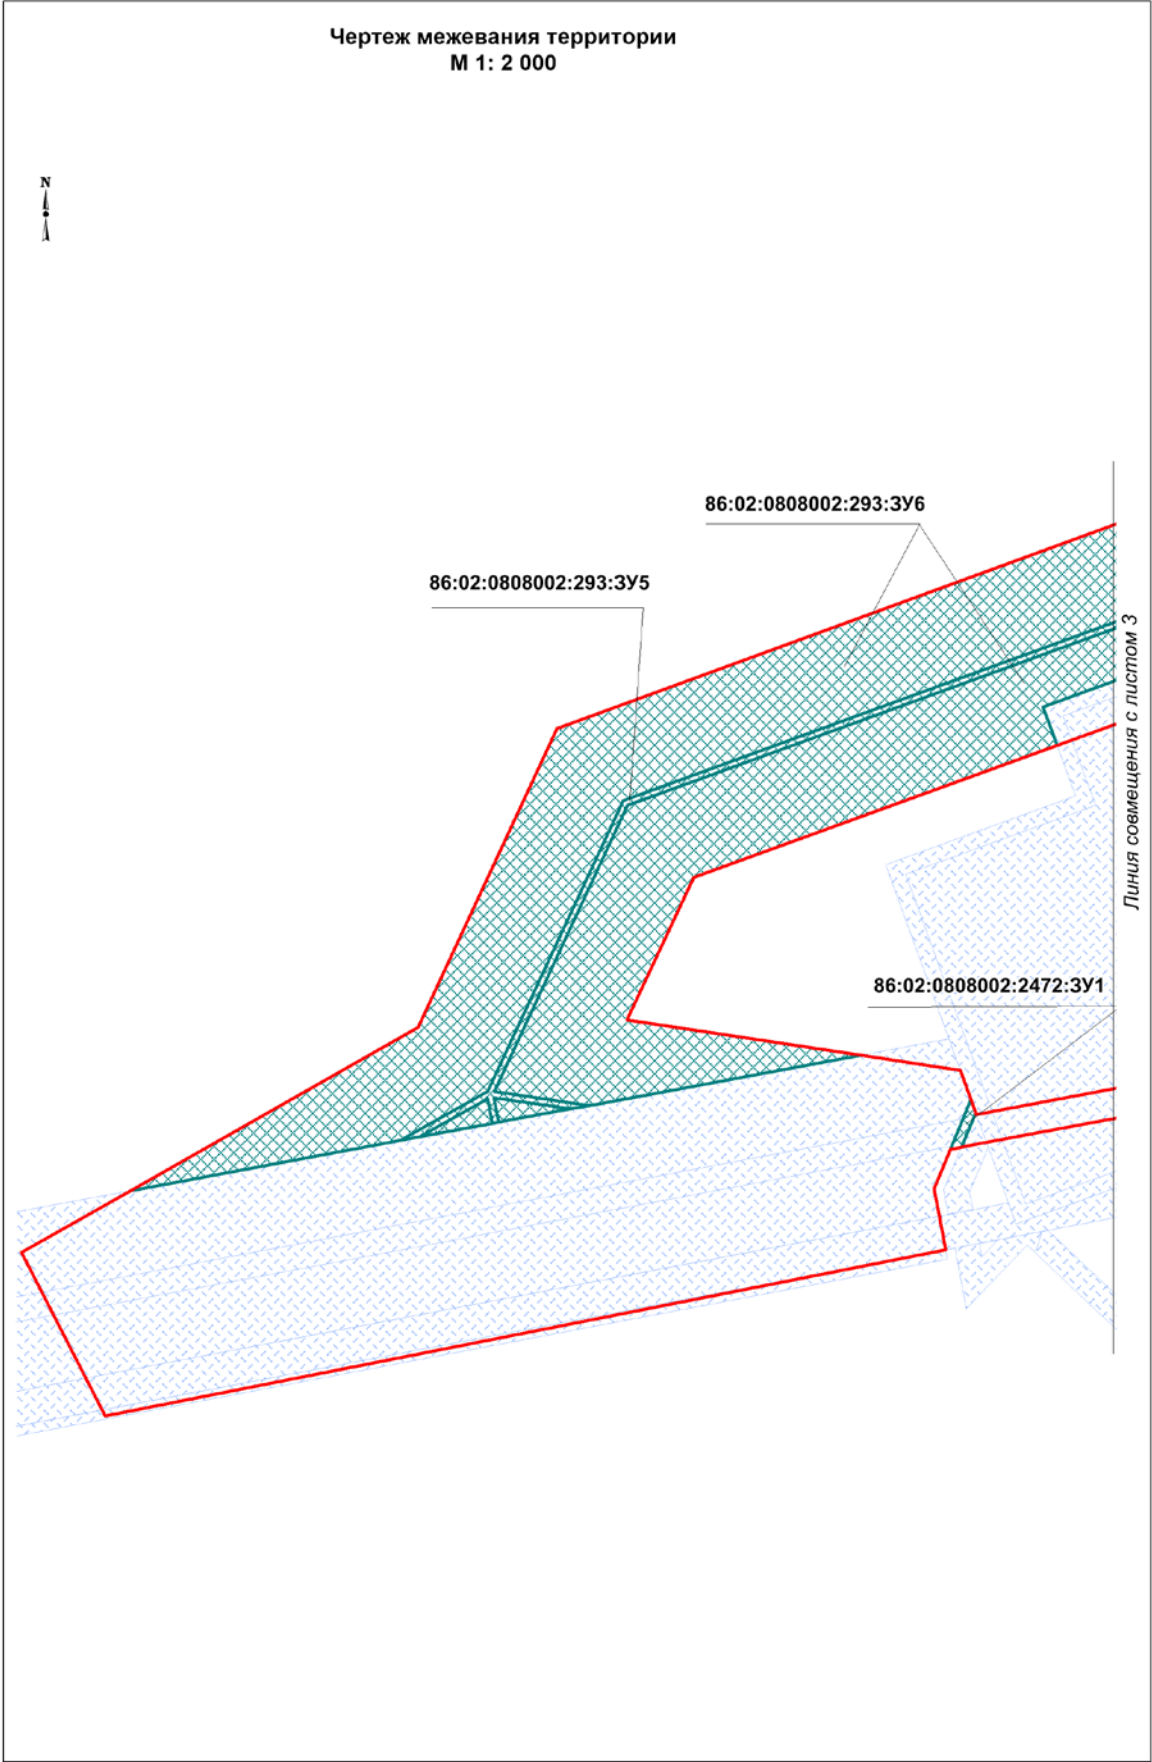 Чертеж межевания территории
М 1: 2 000
N
86:02:0808002:293:ЗУ6
86:02:0808002:293:ЗУ5
Линия совмещения с листом 3
86:02:0808002:2472:ЗУ1